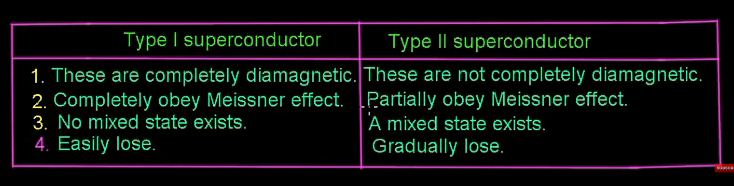 Type I superconductor Type II superconductor
1. These are completely diamagnetic. These are not completely diamagnetic.
2. Completely obey Meissner effect. Partially obey Meissner effect.
3. No mixed state exists. A mixed state exists.
4. Easily lose. Gradually lose.